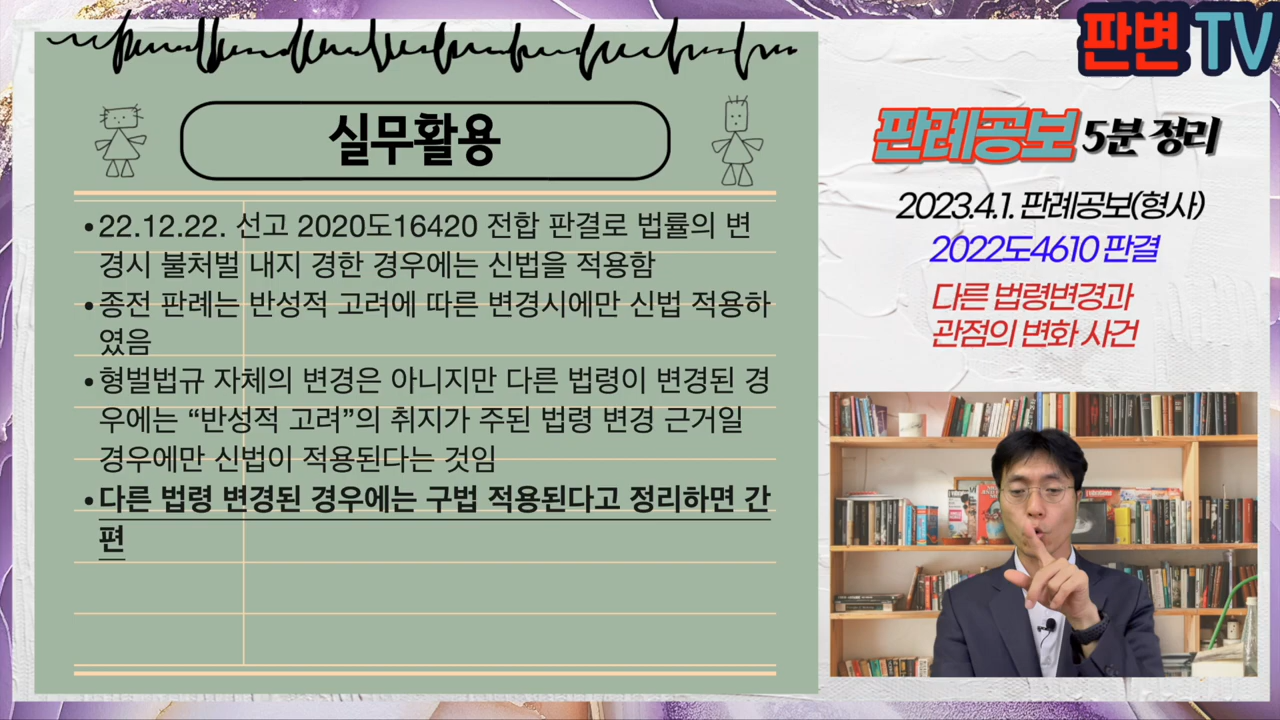 판변 TV
실무활용
판례공보 5분 정리
•22.12.22. 선고 2020도16420 전합 판결로 법률의 변
경시 불처벌 내지 경한 경우에는 신법을 적용함
•종전 판례는 반성적 고려에 따른 변경시에만 신법 적용하
였음
•형벌법규 자체의 변경은 아니지만 다른 법령이 변경된 경
우에는 “반성적 고려”의 취지가 주된 법령 변경 근거일
경우에만 신법이 적용된다는 것임
•다른 법령 변경된 경우에는 구법 적용된다고 정리하면 간
편
2023.4.1. 판례공보(형사)
2022도4610 판결
다른 법령변경과
관점의 변화 사건